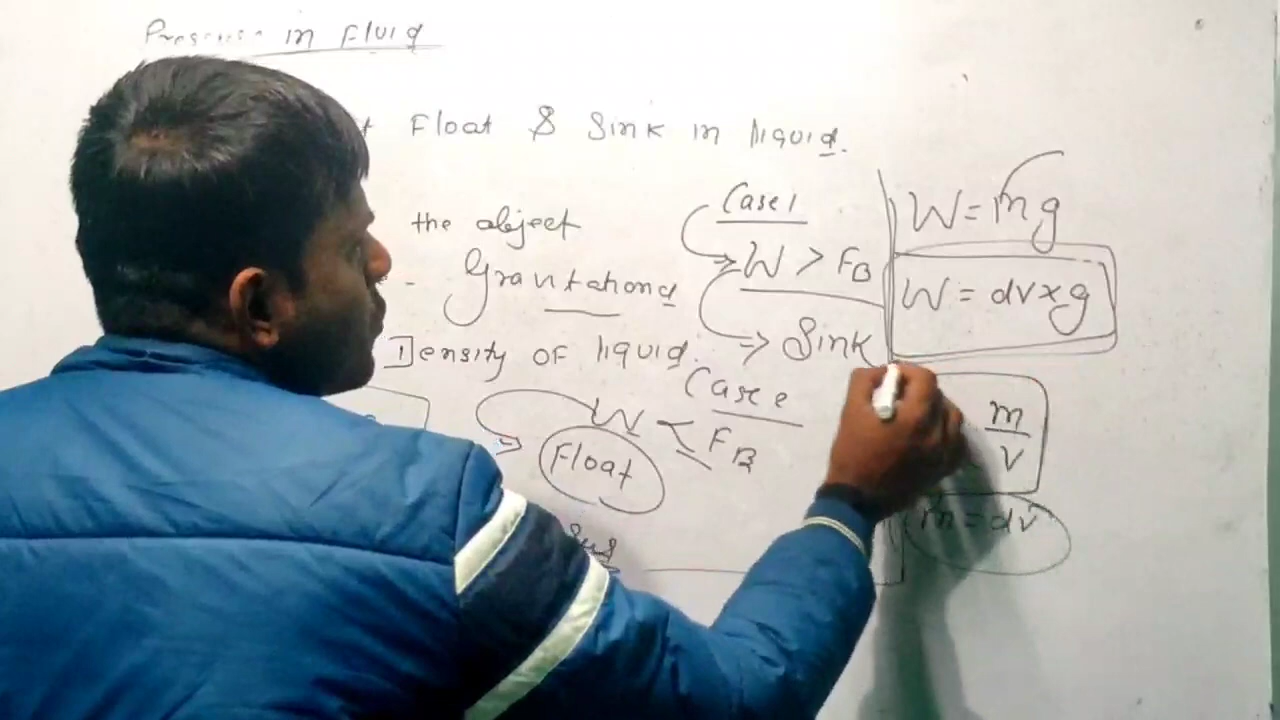 Pressure in Fluid
Float & Sink in liquid.
the object
- Gravitational
Density of liquid.
Case 1
W > FB
Sink
Case 2
W < FB
Float
W = mg
W = dv×g
m
v
m = dv